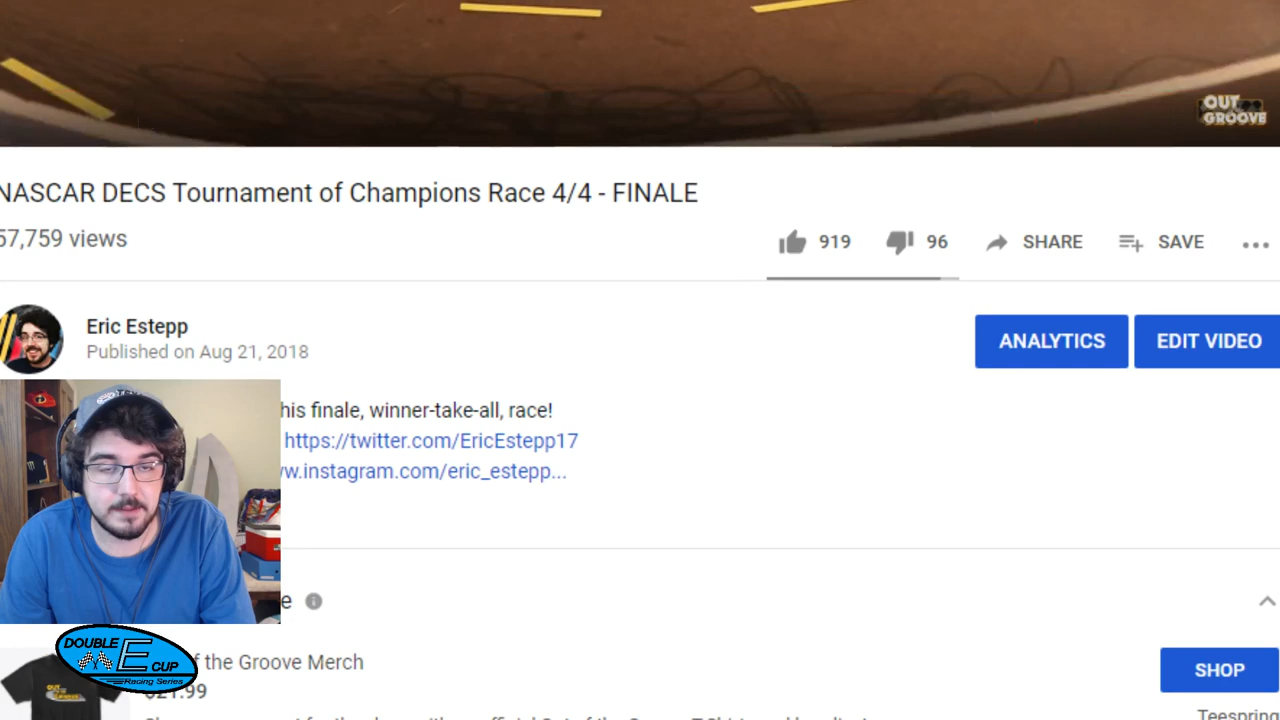 OUT
GROOVE
NASCAR DECS Tournament of Champions Race 4/4 - FINALE
57,759 views
919
96
SHARE
SAVE
Eric Estepp
Published on Aug 21, 2018
ANALYTICS
EDIT VIDEO
his finale, winner-take-all, race!
https://twitter.com/EricEstepp17
w.instagram.com/eric_estepp...
e
DOUBLE
E
CUP
Racing Series
f the Groove Merch
$21.99
SHOP
Teespring